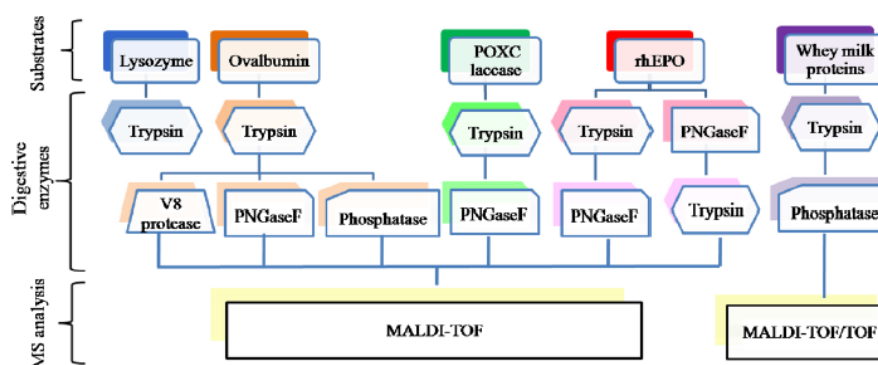 Substrates
Lysozyme
Ovalbumin
POXC
laccase
rhEPO
Whey milk
proteins
Digestive
enzymes
Trypsin
Trypsin
Trypsin
Trypsin
PNGaseF
Trypsin
V8
protease
PNGaseF
Phosphatase
PNGaseF
PNGaseF
Trypsin
Phosphatase
MS analysis
MALDI-TOF
MALDI-TOF/TOF